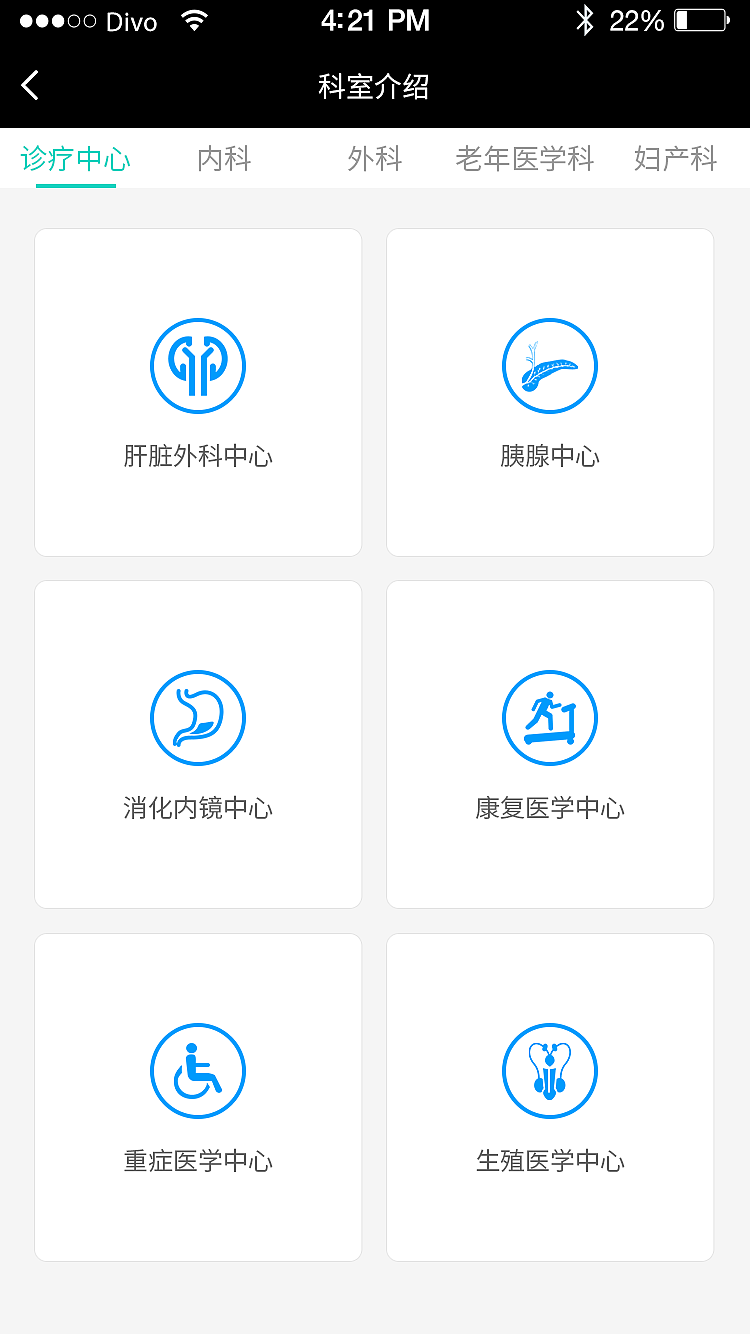 Divo 4:21 PM 22%
科室介绍
诊疗中心 内科 外科 老年医学科 妇产科
肝脏外科中心 胰腺中心
消化内镜中心 康复医学中心
重症医学中心 生殖医学中心